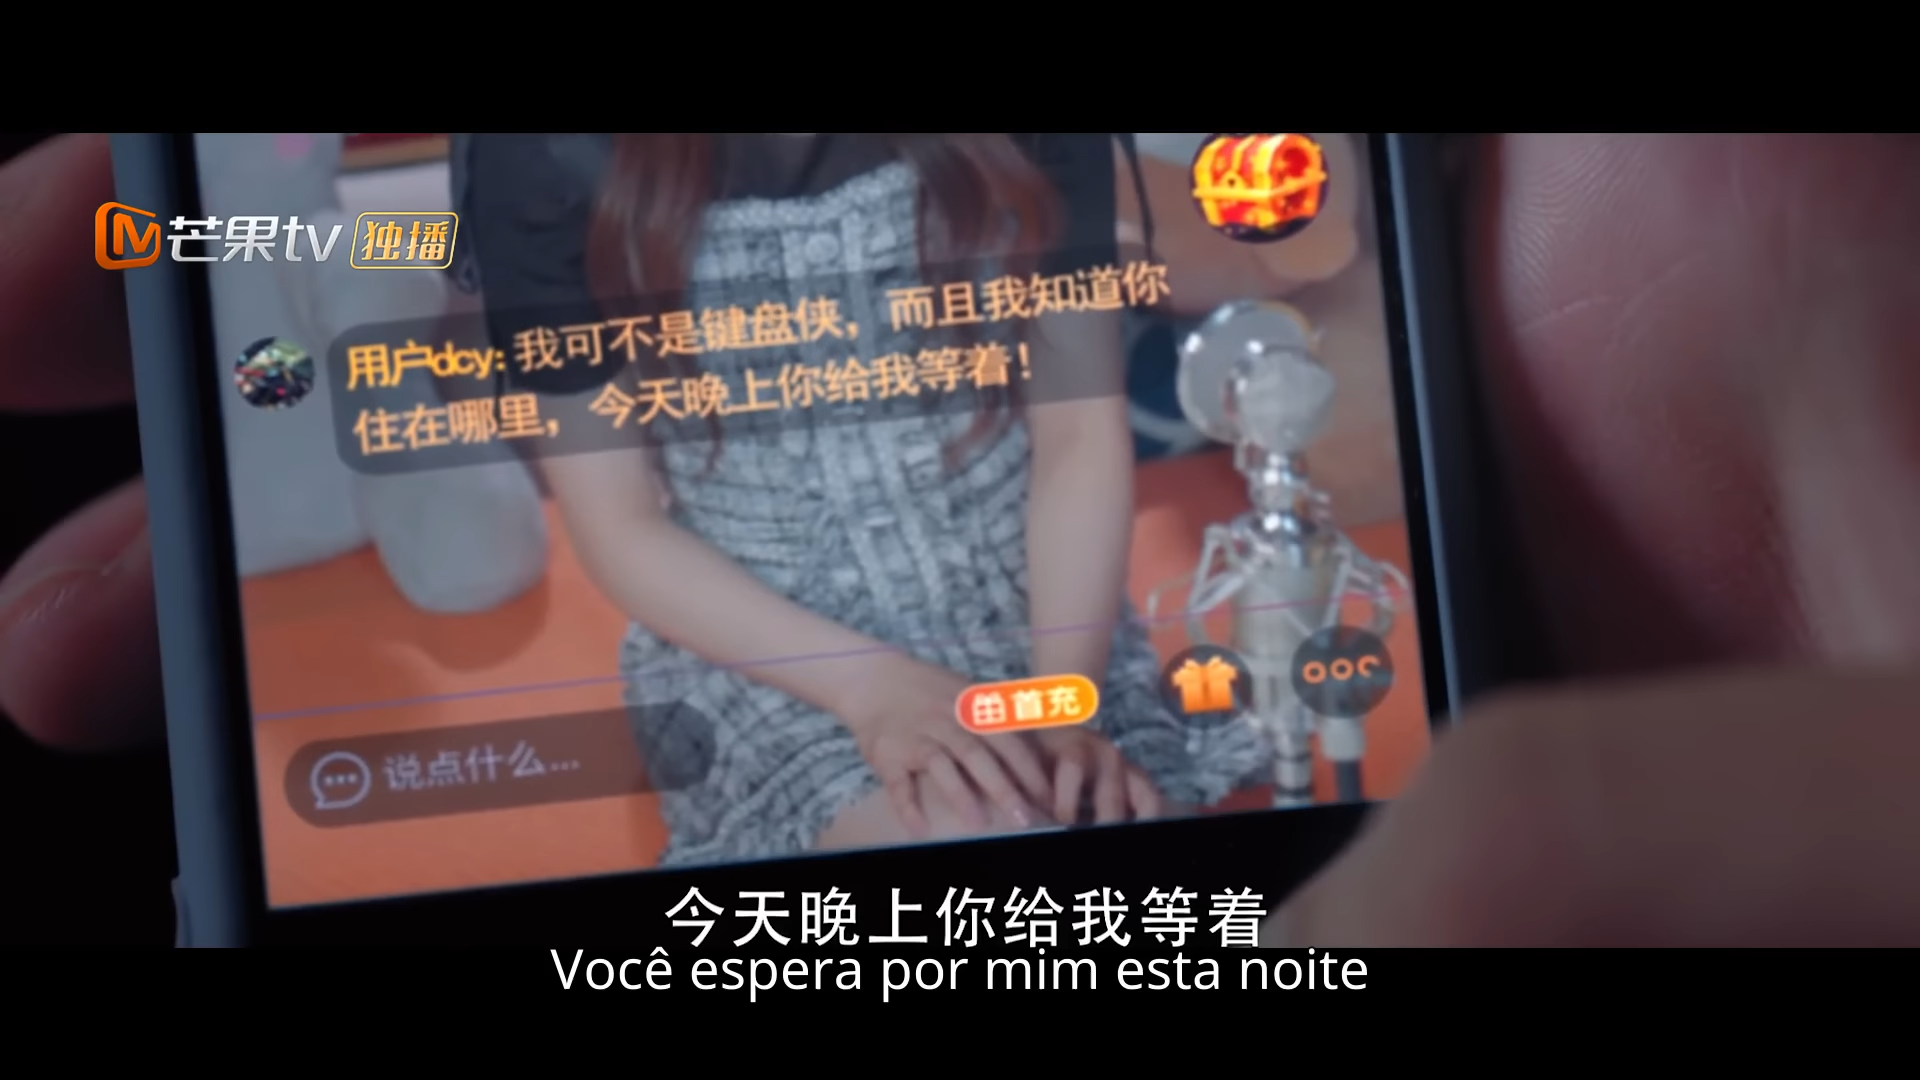 芒果tv 独播
用户dcy: 我可不是键盘侠，而且我知道你
住在哪里，今天晚上你给我等着！
首充
说点什么...
今天晚上你给我等着
Você espera por mim esta noite